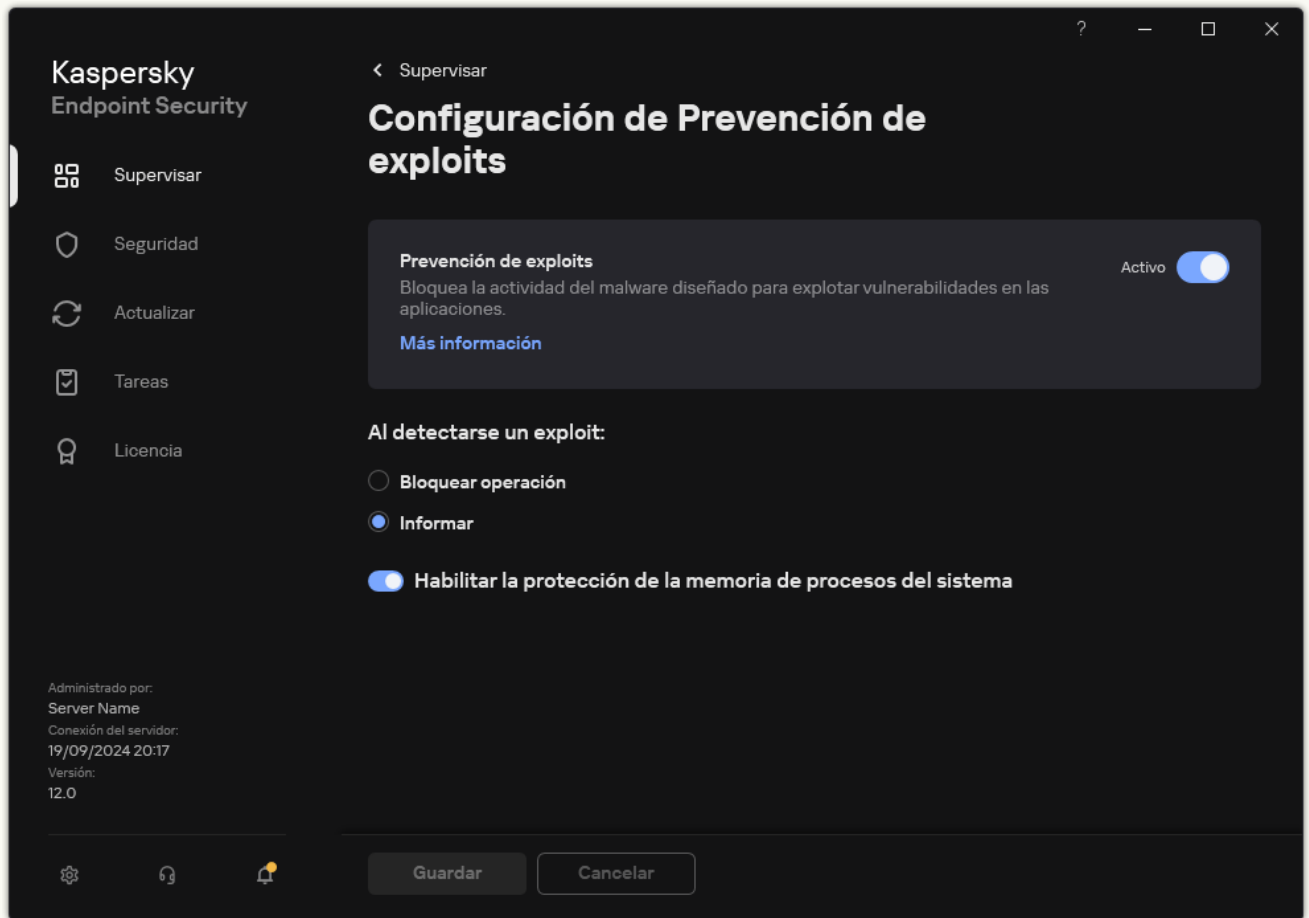 ?
Kaspersky
Endpoint Security
Supervisar
Seguridad
Actualizar
Tareas
Licencia
Administrado por:
Server Name
Conexión del servidor:
19/09/2024 20:17
Versión:
12.0
Supervisar
Configuración de Prevención de
exploits
Prevención de exploits
Bloquea la actividad del malware diseñado para explotar vulnerabilidades en las
aplicaciones.
Más información
Activo
Al detectarse un exploit:
Bloquear operación
Informar
Habilitar la protección de la memoria de procesos del sistema
Guardar
Cancelar